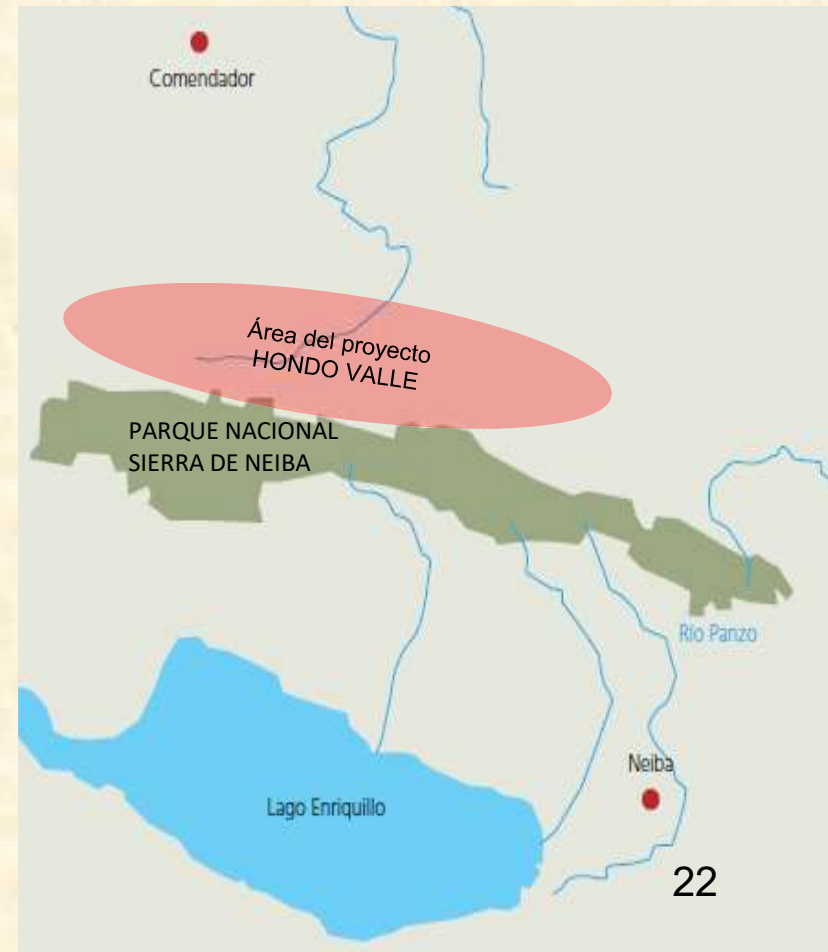 Comendador
Área del proyecto
HONDO VALLE
PARQUE NACIONAL
SIERRA DE NEIBA
Río Panzo
Neiba
Lago Enriquillo
22